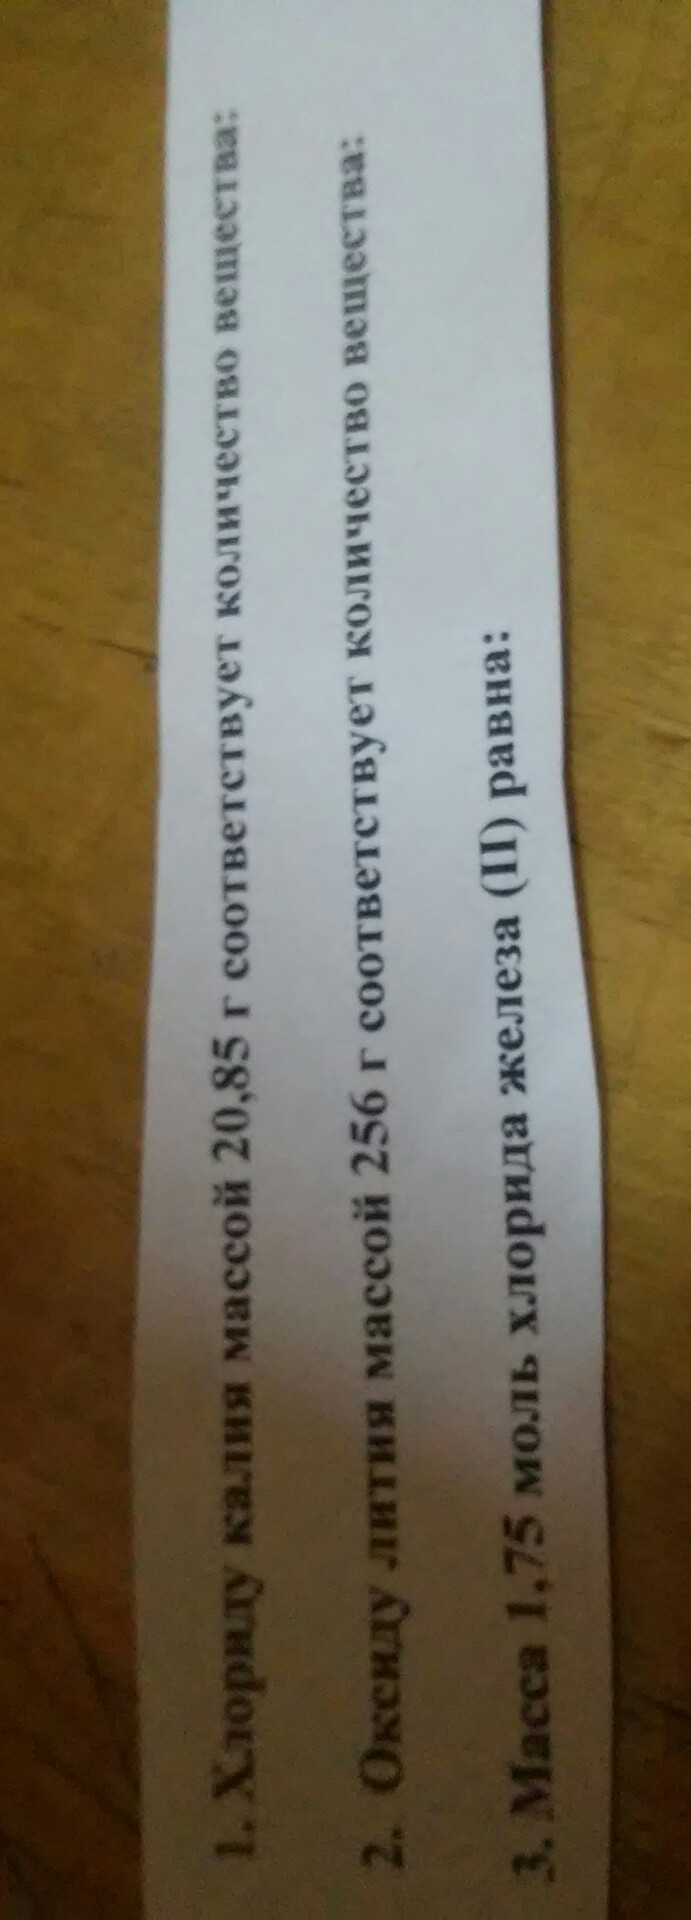 1. Хлориду калия массой 20,85 г соответствует количество вещества:
2. Оксиду лития массой 256 г соответствует количество вещества:
3. Масса 1,75 моль хлорида железа (II) равна: